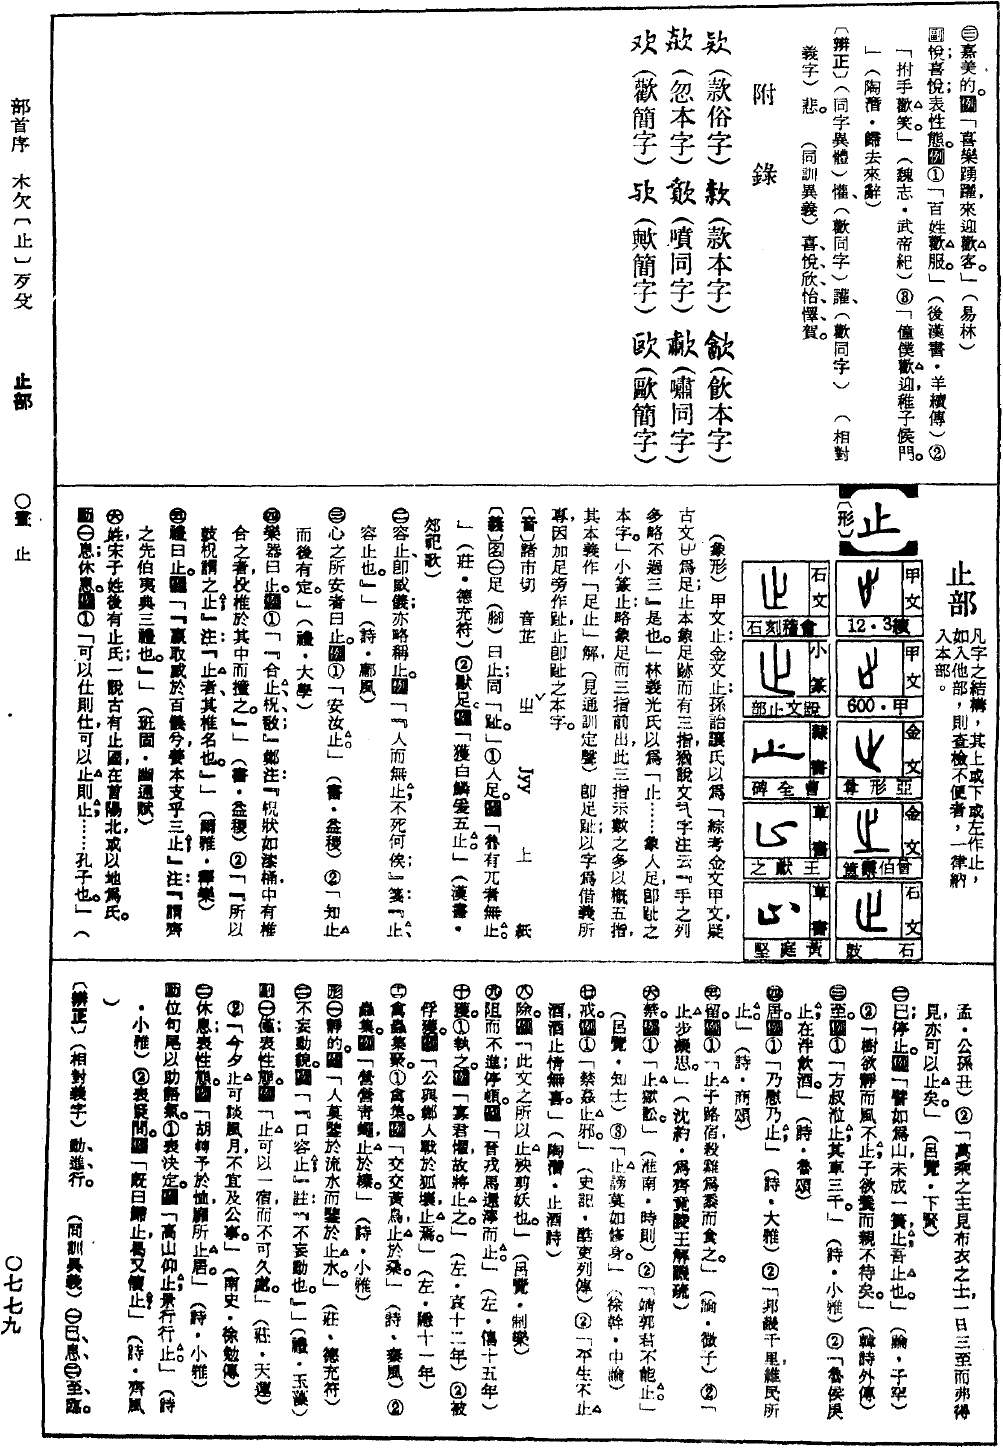 ㊂嘉美的。例「喜樂踴躍,來迎歡客。」(易林)
副悅喜;悅表性態。例①「百姓歡服。」(後漢書·羊續傳)②
「拊手歡笑。」(魏志·武帝紀)③「僮僕歡迎,稚子候門。
」(陶潛·歸去來辭)
〔辨正〕(同字異體)懽、(歡同字)讙、(歡同字) (相對
義字)悲。 (同訓異義)喜、悅、欣、怡、懌、賀。
附錄
欵(款俗字)款(款本字)㱃(飲本字)
㰲(忽本字)歕(噴同字)歗(嘯同字)
欢(歡簡字)欤(歟簡字)欧(歐簡字)
止部
凡字之結構,其上或下或左作止,
如入他部,則查檢不便者,一律納
入本部。
止
〔形〕
甲文
甲文 甲·600
金文 亞形鼎
金文 曾伯簠
石文 石鼓
石文 會稽刻石
小篆 說文止部
隸書 曹全碑
草書 王獻之
草書 黃庭堅
(象形)甲文止金文止:孫詒讓氏以為「綜考金文甲文,疑
古文為足止,本象足跡而有三指,猶說文字注云『手之列
多略不過三』是也。」林義光氏以為「止……象人足,卽趾之
本字。」小篆止:略象足而三指前出,此三指示數之多以概五指,
其本義作「足止」解,(見通訓定聲)卽足趾;以字為借義所
專,因加足旁作趾,止卽趾之本字。
〔音〕諸市切 音芷 ㄓˇ jyy 上 紙
〔義〕名㊀足(腳)曰止;同「趾」。①人足。例「魯有兀者無止。
」(莊·德充符)②獸足。例「獲白麟爰五止。」(漢書·
郊祀歌)
㊁容止:卽威儀,亦略稱止。例「『人而無止,不死何俟』箋:『止,
容止也。』」(詩·鄘風)
㊂心之所安者曰止。例①「安汝止。」(書·益稷)②「知止
而後有定。」(禮·大學)
㊃樂器曰止。例①「『合止柷敔』鄭注:『柷狀如漆桶,中有椎,
合之者投椎於其中而撞之。』」(書·益稷)②「『所以
鼓柷謂之止』注:『止者其椎名也。』」(爾雅·釋樂)
㊄禮曰止。例「『嬴取威於百儀兮,姜本支乎三止』注:『謂齊
之先伯夷典三禮也。』」(班固·幽通賦)
㊅姓;宋子姓後有止氏,一說古有止國,在首陽北,或以地為氏。
動㊀息;休息。例①「可以仕則仕,可以止則止;……孔子也。」(
孟·公孫丑)②「萬乘之主見布衣之士,一日三至而弗得
見,亦可以止矣。」(呂覽·下賢)
㊁已;停止。例①「譬如為山,未成一簣,止,吾止也。」(論·子罕)
②「樹欲靜而風不止,子欲養而親不待矣。」(韓詩外傳)
㊂至。例①「方叔涖止,其車三千。」(詩·小雅)②「魯侯戾
止,在泮飲酒。」(詩·魯頌)
㊃居。例①「乃慰乃止。」(詩·大雅)②「邦畿千里,維民所
止。」(詩·商頌)
㊄留。例①「止子路宿,殺雞為黍而食之。」(論·微子)②「
止步凝思。」(沈約·為齊竟陵王解講疏)
㊅禁。例①「止獄訟。」(淮南·時則)②「靖郭君不能止。」
(呂覽·知士)③「止謗莫如脩身。」(徐幹·中論)
㊆戒。例①「禁姦止邪。」(史記·酷吏列傳)②「平生不止
酒,止酒情無喜。」(陶潛·止酒詩)
㊇除。例「此文之所以止殃剪妖也。」(呂覽·制樂)
㊈阻而不進;停頓。例「晉戎馬還濘而止。」(左·僖十五年)
㊉獲。①執之。例「寡君懼,故將止之。」(左·哀十二年)②被
俘獲。例「公與鄭人戰於狐壤,止焉。」(左·隱十一年)
㊉㊀禽蟲集聚。①禽集。例「交交黃鳥,止於桑。」(詩·秦風)②
蟲集。例「營營青蠅,止於榛。」(詩·小雅)
形㊀靜的。例「人莫鑒於流水,而鑒於止水。」(莊·德充符)
㊁不妄動貌。例「『口容止』註:『不妄動也。』」(禮·玉藻)
副㊀僅;表性態。例①「止可以一宿而不可久處。」(莊·天運)
②「今夕止可談風月,不宜及公事。」(南史·徐勉傳)
㊁休息;表性態。例「胡轉予於恤,靡所止居。」(詩·小雅)
助位句尾以助語氣。①表決定。例「高山仰止,景行行止。」(詩
·小雅)②表疑問。例「既曰歸止,曷又懷止。」(詩·齊風
)
〔辨正〕(相對義字)動、進、行。 (同訓異義)㊀已、息。㊁至、臨。
部首序 木欠〔止〕歹殳 止部 ○畫 止 ○七七九